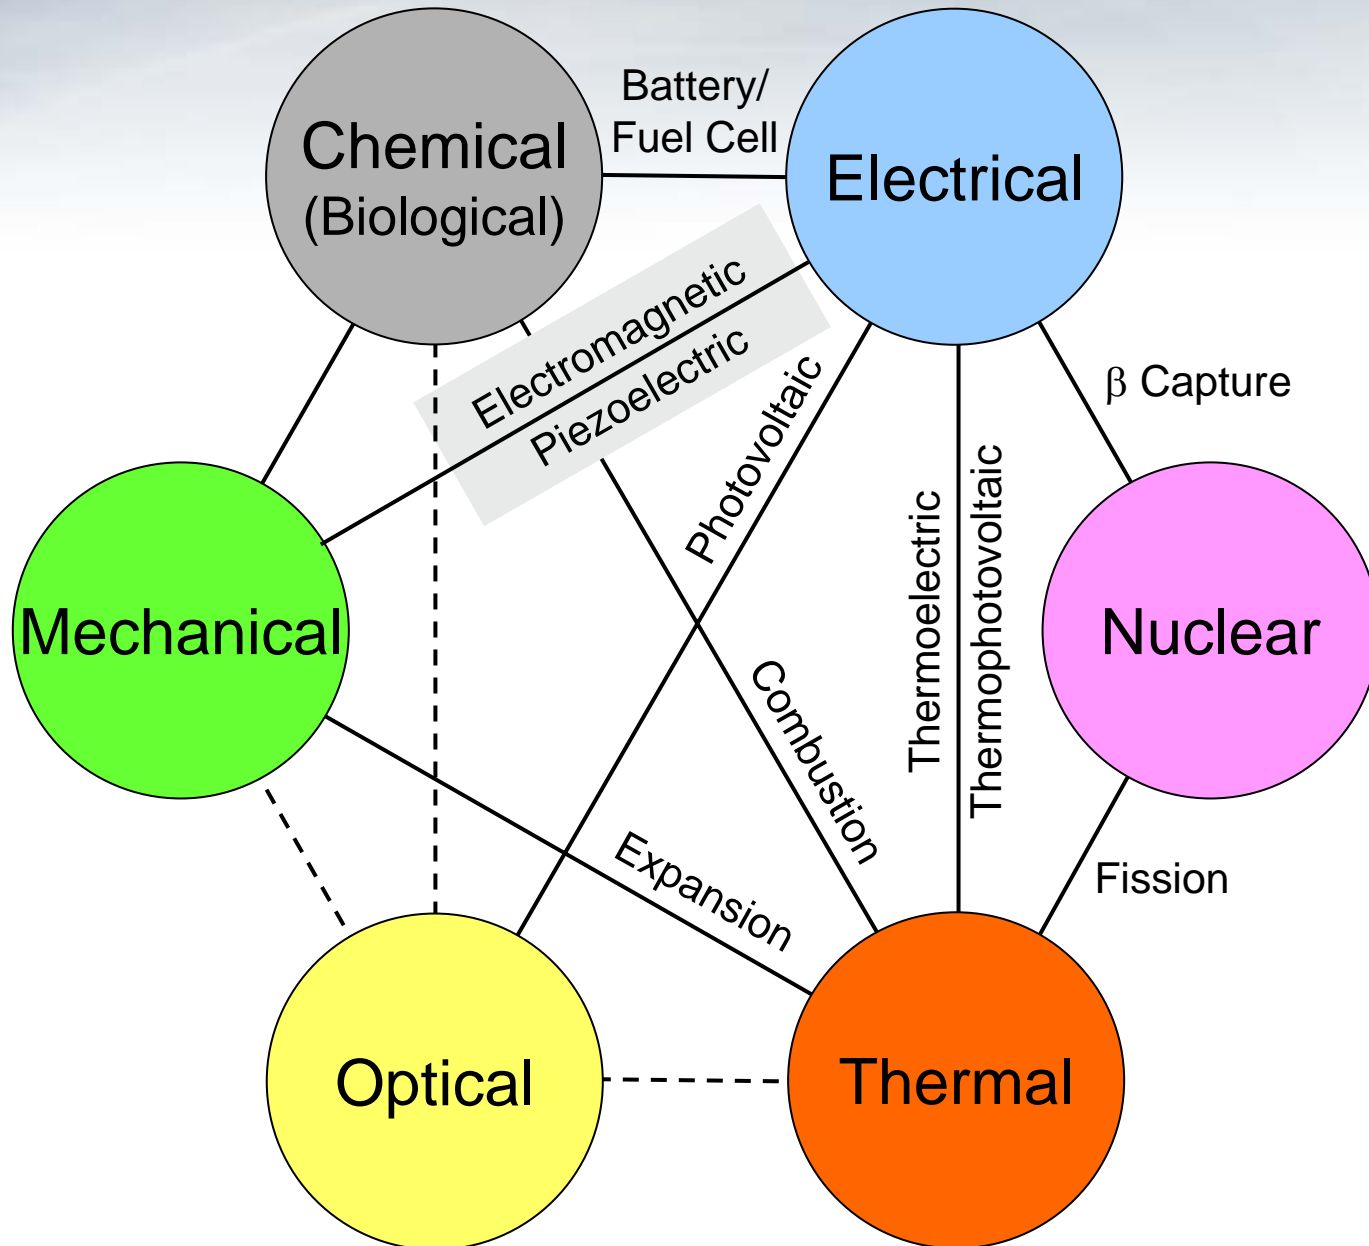 Battery/
Fuel Cell
Chemical
(Biological)
Electrical
Electromagnetic
Piezoelectric
Photovoltaic
β Capture
Thermoelectric
Thermophotovoltaic
Mechanical
Nuclear
Combustion
Expansion
Fission
Optical
Thermal